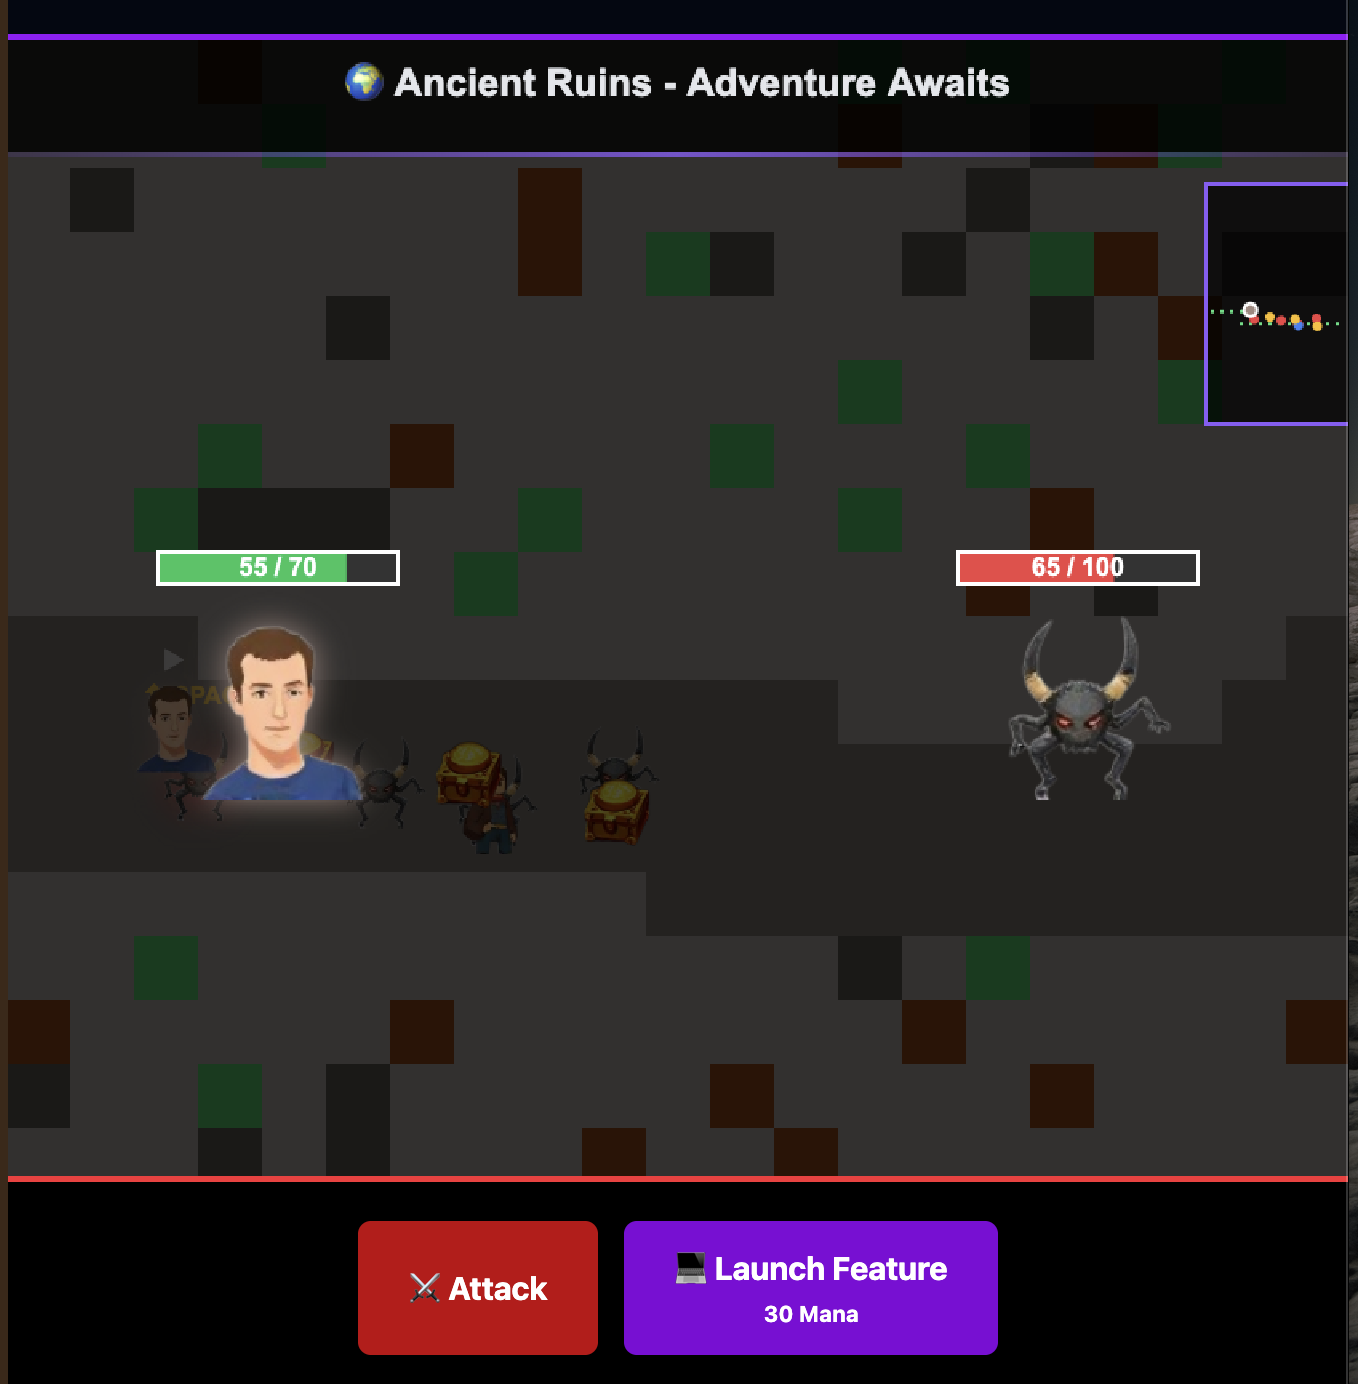 🌍 Ancient Ruins - Adventure Awaits
55 / 70
65 / 100
⚔️ Attack
💻 Launch Feature
30 Mana